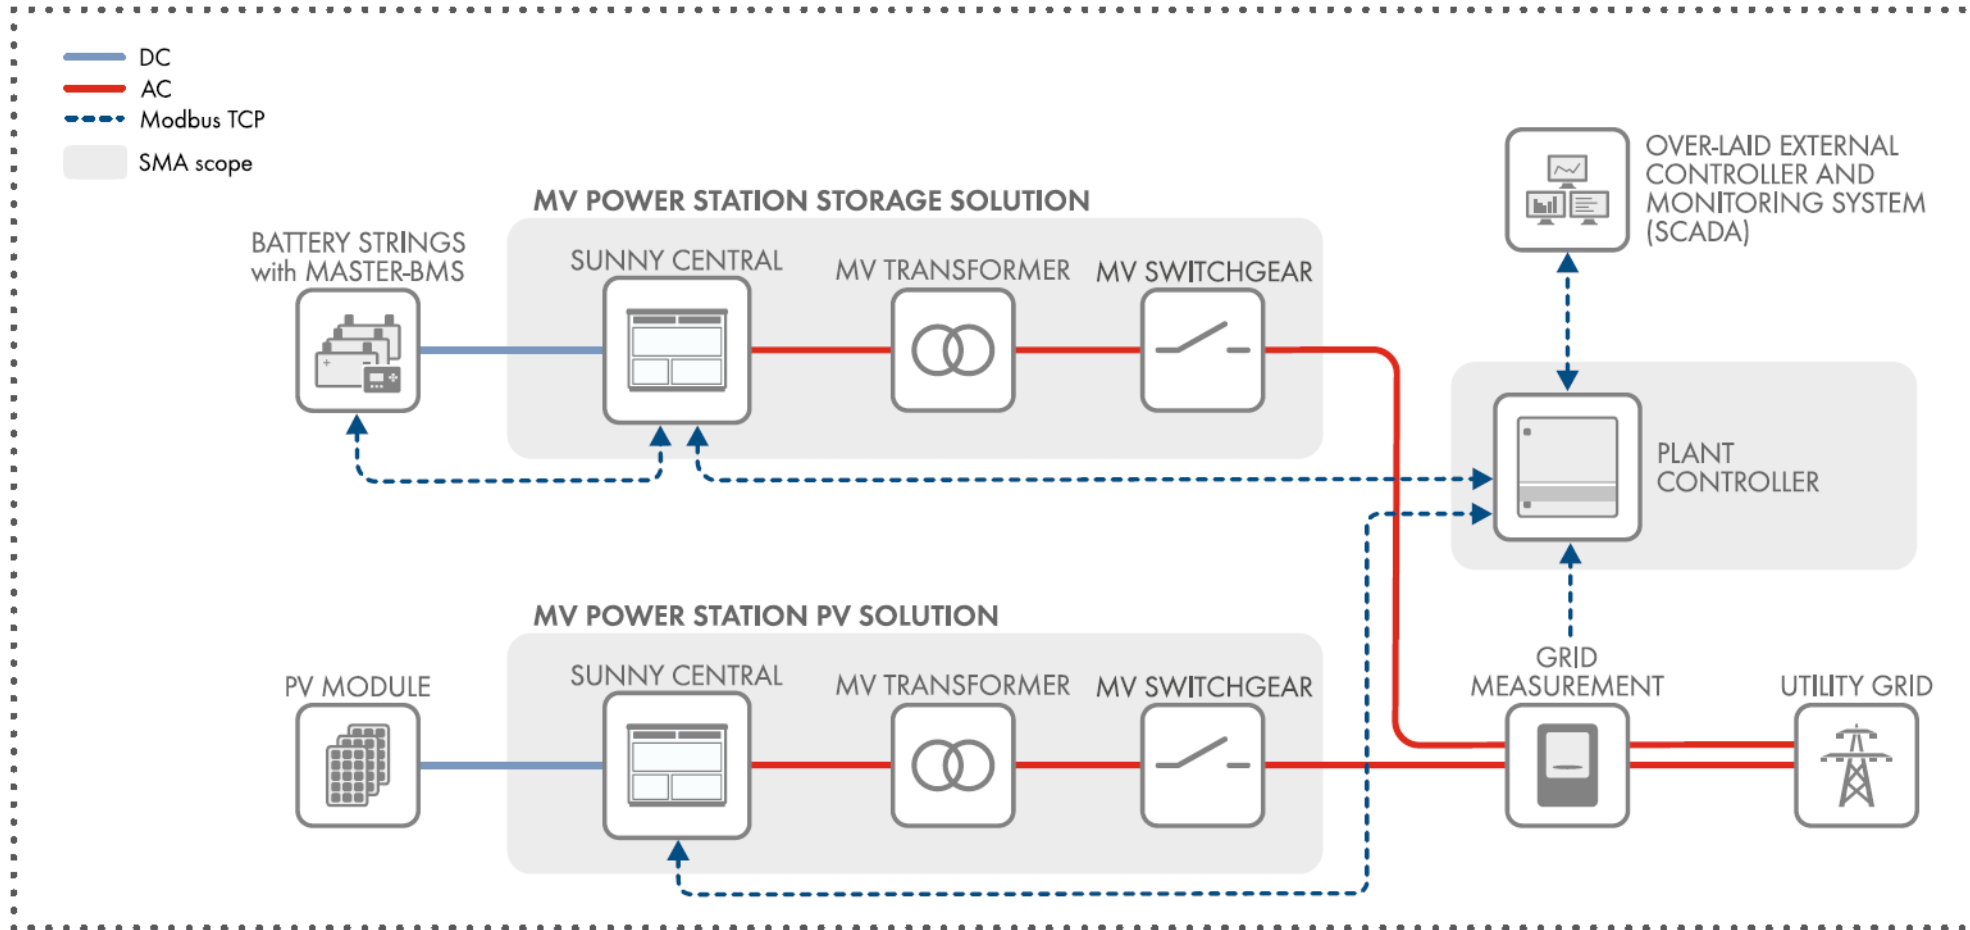 DC
AC
Modbus TCP
SMA scope
OVER-LAID EXTERNAL
CONTROLLER AND
MONITORING SYSTEM
(SCADA)
MV POWER STATION STORAGE SOLUTION
BATTERY STRINGS
with MASTER-BMS
SUNNY CENTRAL
MV TRANSFORMER
MV SWITCHGEAR
PLANT
CONTROLLER
MV POWER STATION PV SOLUTION
PV MODULE
SUNNY CENTRAL
MV TRANSFORMER
MV SWITCHGEAR
GRID
MEASUREMENT
UTILITY GRID